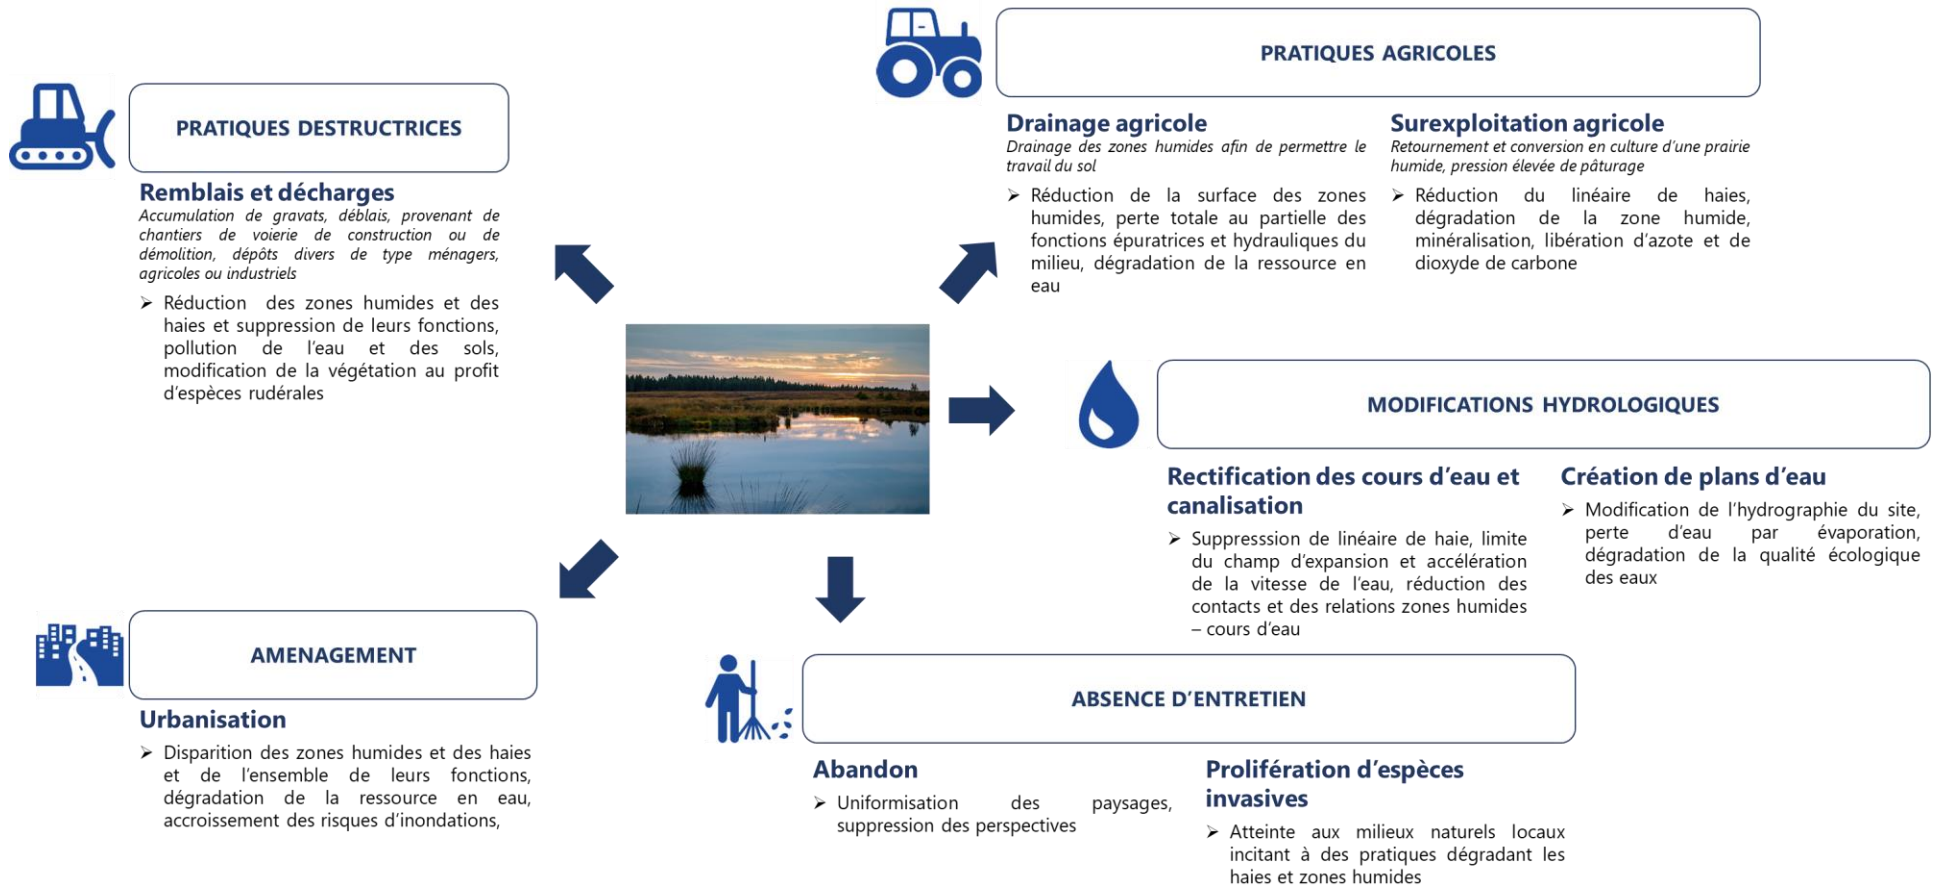 PRATIQUES DESTRUCTRICES
Remblais et décharges
Accumulation de gravats, déblais, provenant de
chantiers de voierie de construction ou de
démolition, dépôts divers de type ménagers,
agricoles ou industriels
➢ Réduction des zones humides et des
haies et suppression de leurs fonctions,
pollution de l'eau et des sols,
modification de la végétation au profit
d'espèces rudérales
PRATIQUES AGRICOLES
Drainage agricole
Drainage des zones humides afin de permettre le
travail du sol
➢ Réduction de la surface des zones
humides, perte totale au partielle des
fonctions épuratrices et hydrauliques du
milieu, dégradation de la ressource en
eau
Surexploitation agricole
Retournement et conversion en culture d'une prairie
humide, pression élevée de pâturage
➢ Réduction du linéaire de haies,
dégradation de la zone humide,
minéralisation, libération d'azote et de
dioxyde de carbone
MODIFICATIONS HYDROLOGIQUES
Rectification des cours d'eau et
canalisation
➢ Suppresssion de linéaire de haie, limite
du champ d'expansion et accélération
de la vitesse de l'eau, réduction des
contacts et des relations zones humides
– cours d'eau
Création de plans d'eau
➢ Modification de l'hydrographie du site,
perte d'eau par évaporation,
dégradation de la qualité écologique
des eaux
AMENAGEMENT
Urbanisation
➢ Disparition des zones humides et des haies
et de l'ensemble de leurs fonctions,
dégradation de la ressource en eau,
accroissement des risques d'inondations,
ABSENCE D'ENTRETIEN
Abandon
➢ Uniformisation des paysages,
suppression des perspectives
Prolifération d'espèces
invasives
➢ Atteinte aux milieux naturels locaux
incitant à des pratiques dégradant les
haies et zones humides